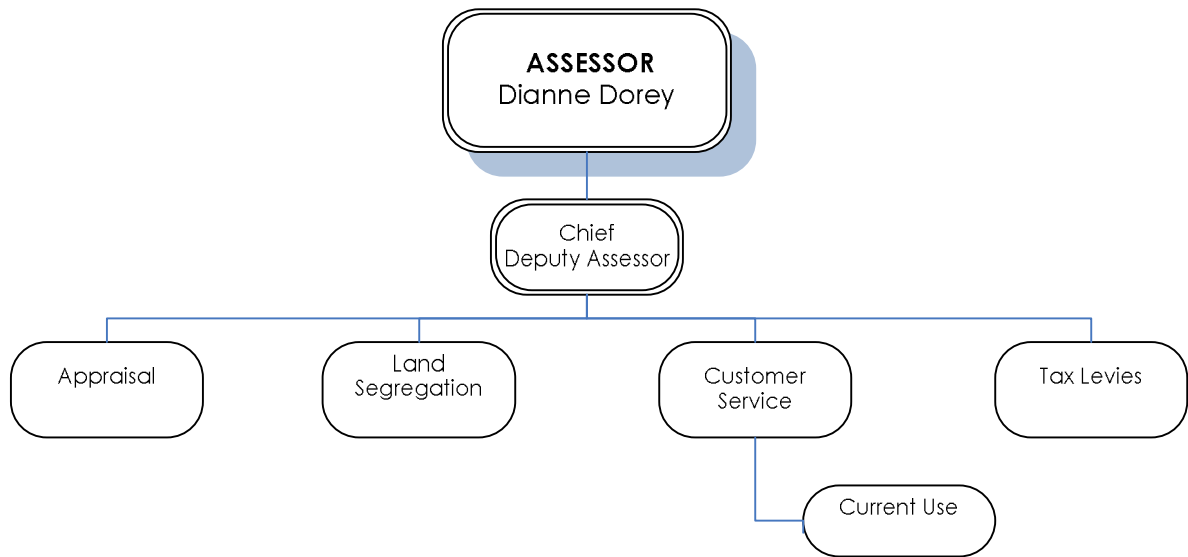 ASSESSOR
Dianne Dorey
Chief
Deputy Assessor
Appraisal
Land
Segregation
Customer
Service
Tax Levies
Current Use